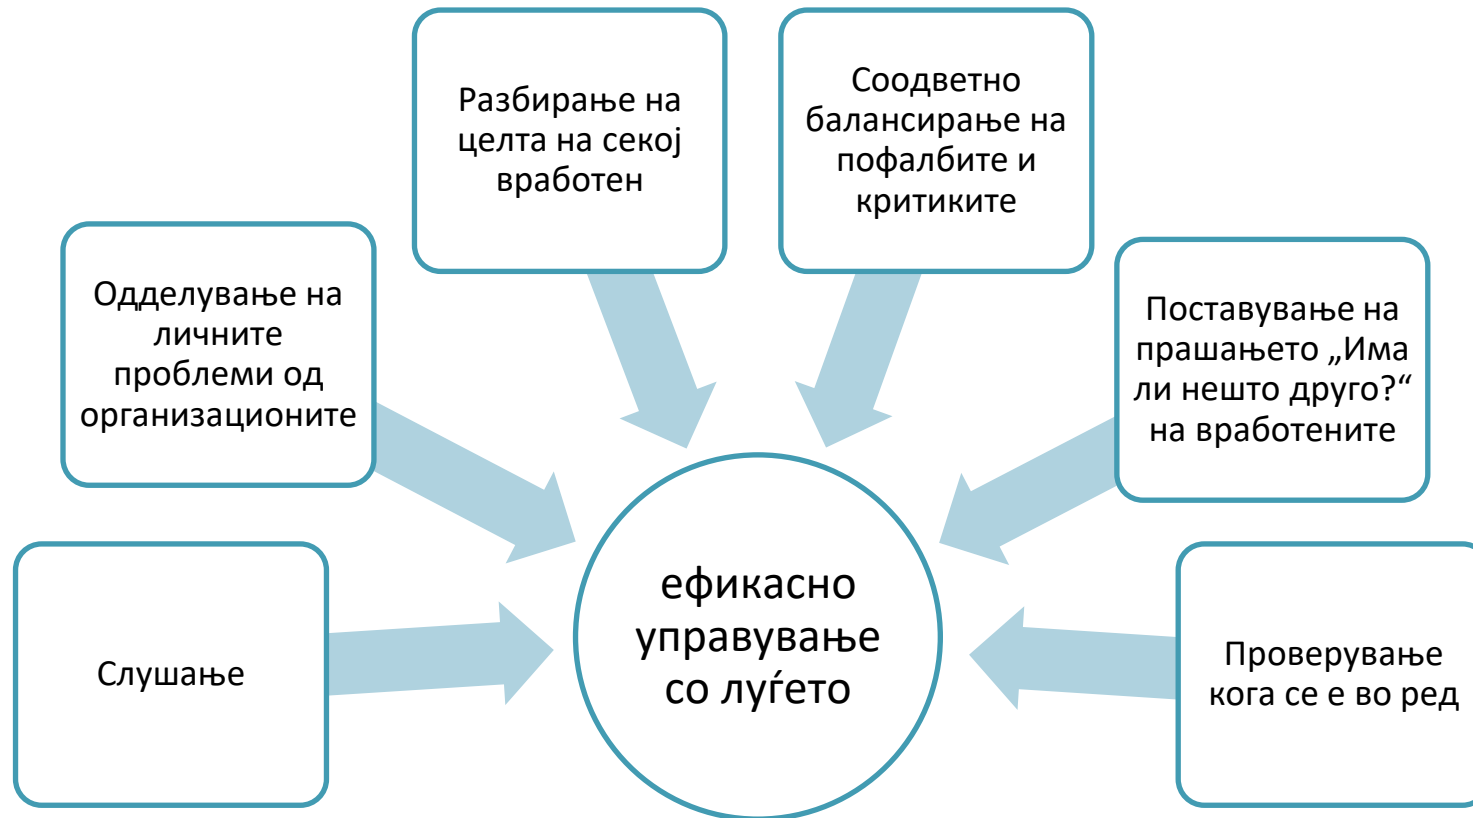 Слушање
Одделување на
личните
проблеми од
организационите
Разбирање на
целта на секој
вработен
Соодветно
балансирање на
пофалбите и
критиките
Поставување на
прашањето „Има
ли нешто друго?“
на вработените
Проверување
кога се е во ред
ефикасно
управување
со луѓето